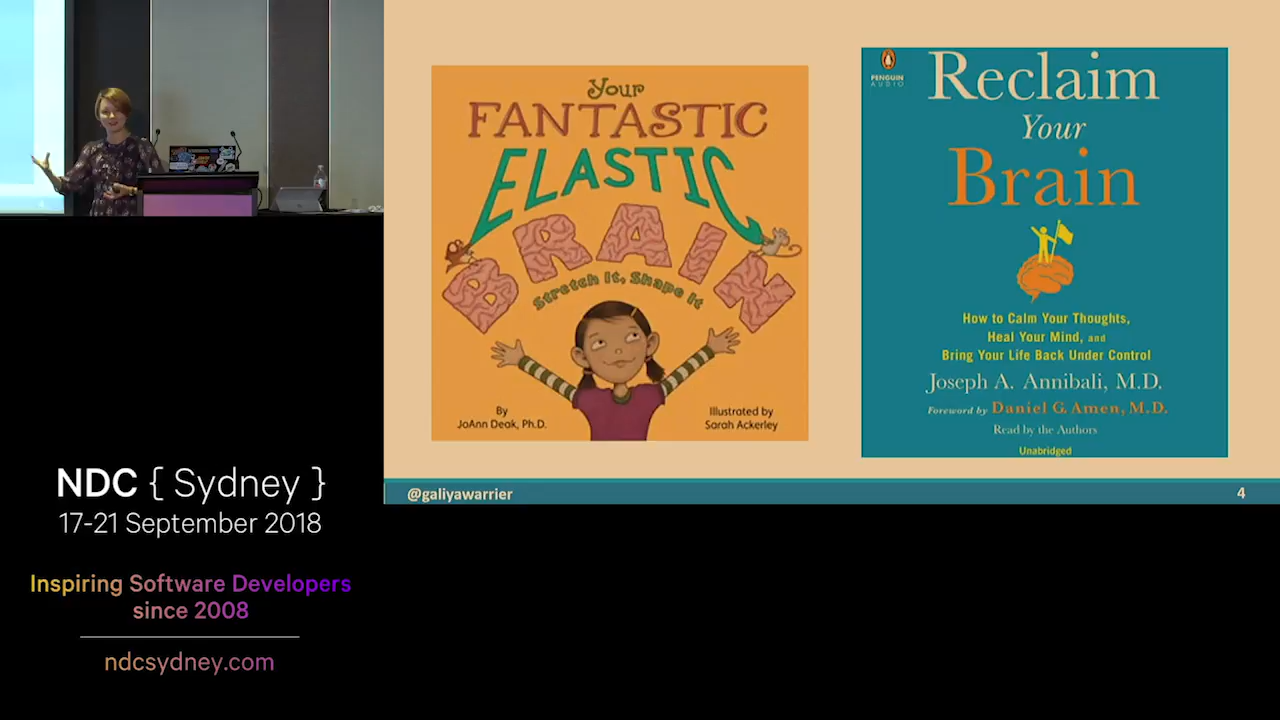 Your
FANTASTIC
ELASTIC
BRAIN
Stretch It, Shape It
By
JoAnn Deak, Ph.D.
Illustrated by
Sarah Ackerley
PENGUIN
AUDIO
Reclaim
Your
Brain
How to Calm Your Thoughts,
Heal Your Mind, and
Bring Your Life Back Under Control
Joseph A. Annibali, M.D.
Foreword by Daniel G. Amen, M.D.
Read by the Authors
Unabridged
@galiyawarrier
4
NDC { Sydney }
17-21 September 2018
Inspiring Software Developers
since 2008
ndcsydney.com